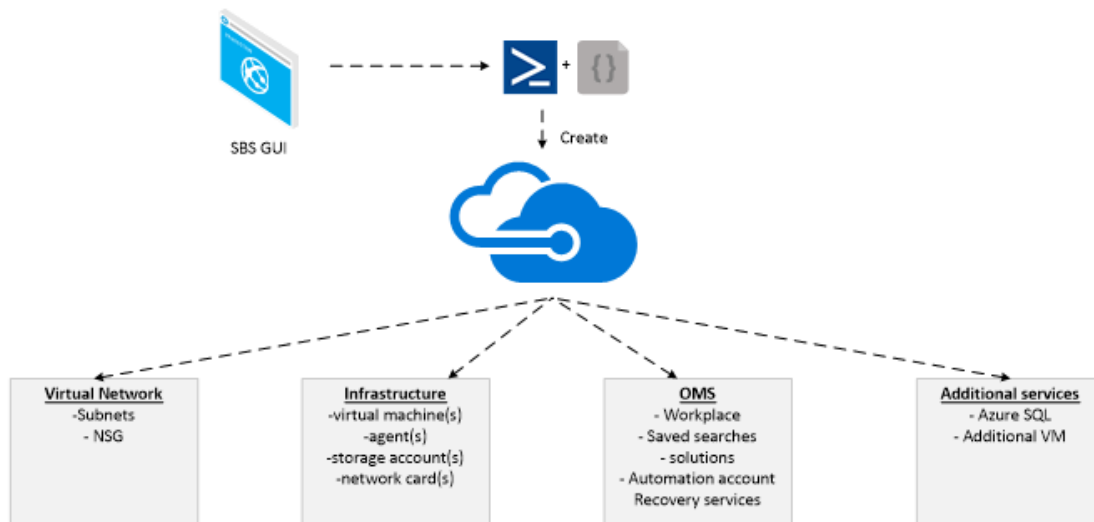 SBS GUI
+
{}
Create
Virtual Network
-Subnets
- NSG
Infrastructure
-virtual machine(s)
-agent(s)
-storage account(s)
-network card(s)
OMS
- Workplace
- Saved searches
- solutions
- Automation account
Recovery services
Additional services
- Azure SQL
- Additional VM